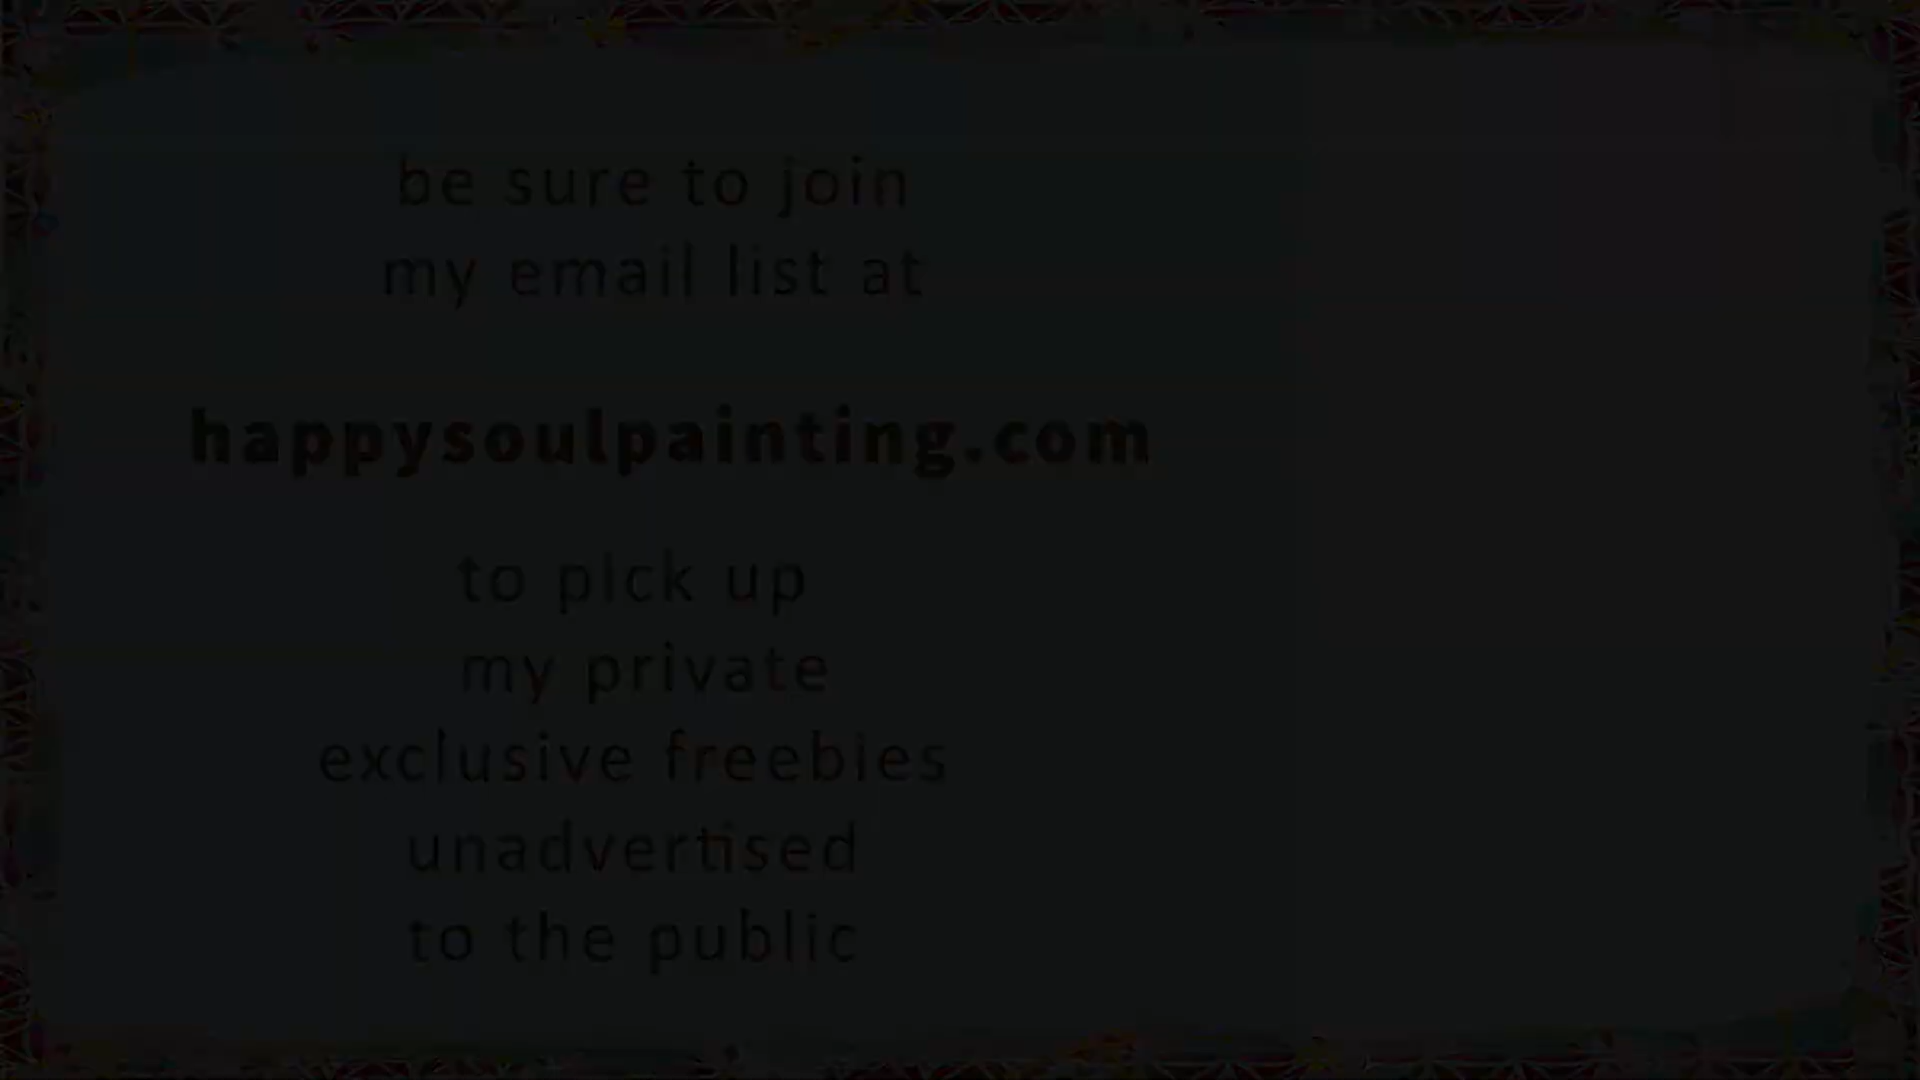 be sure to join
my email list at
happysoulpainting.com
to pick up
my private
exclusive freebies
unadvertised
to the public